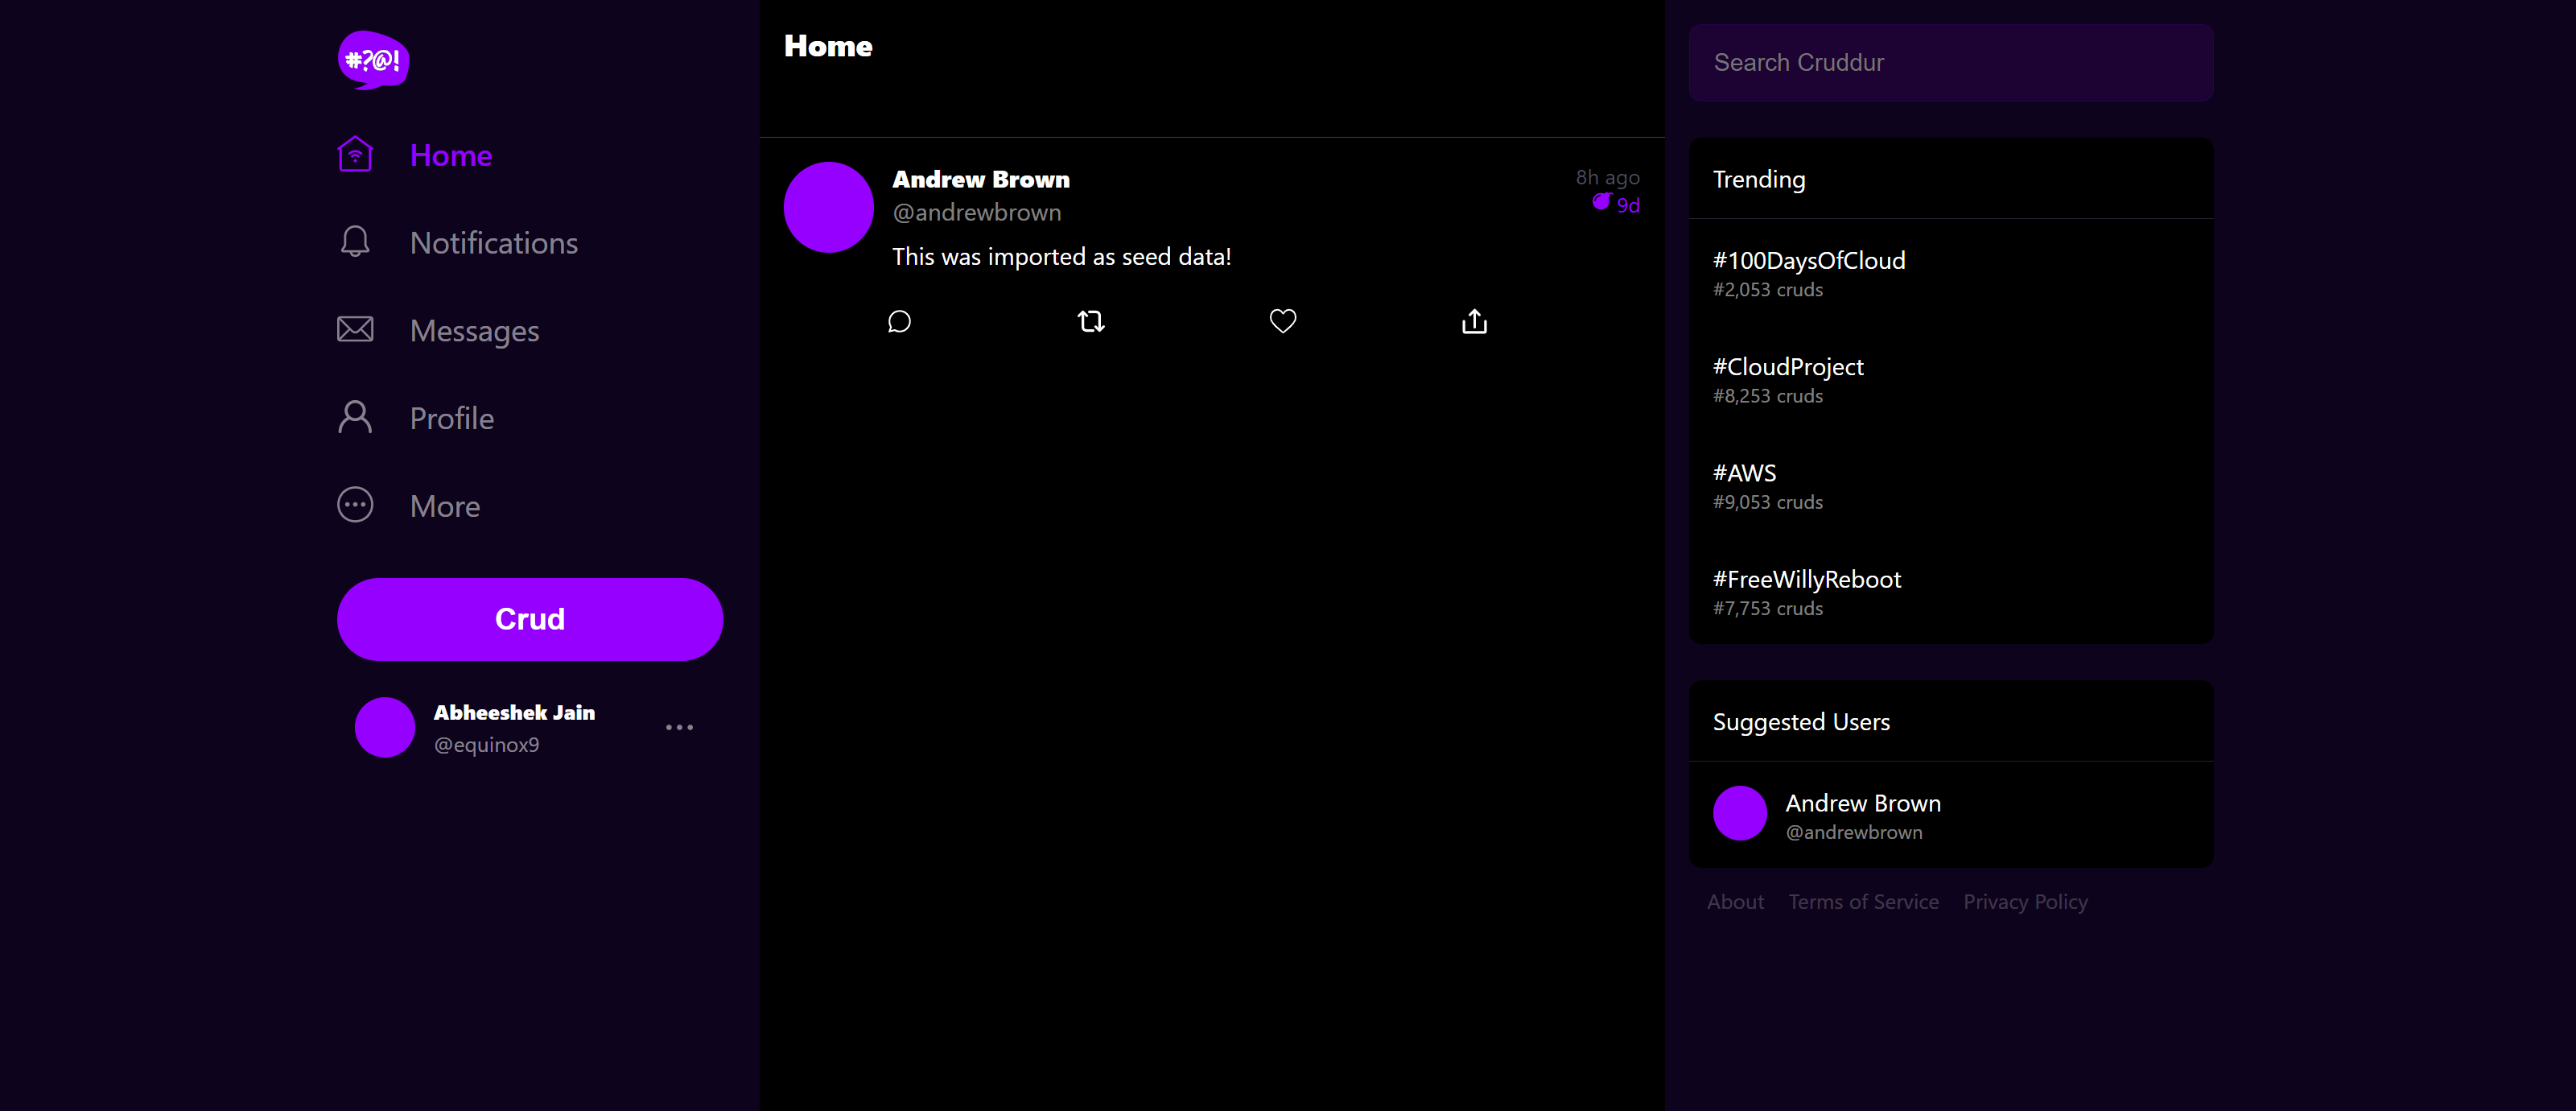 #?@!
Home
Notifications
Messages
Profile
More
Crud
Abheeshek Jain
@equinox9
Home
Andrew Brown
@andrewbrown
8h ago
9d
This was imported as seed data!
Search Cruddur
Trending
#100DaysOfCloud
#2,053 cruds
#CloudProject
#8,253 cruds
#AWS
#9,053 cruds
#FreeWillyReboot
#7,753 cruds
Suggested Users
Andrew Brown
@andrewbrown
About Terms of Service Privacy Policy